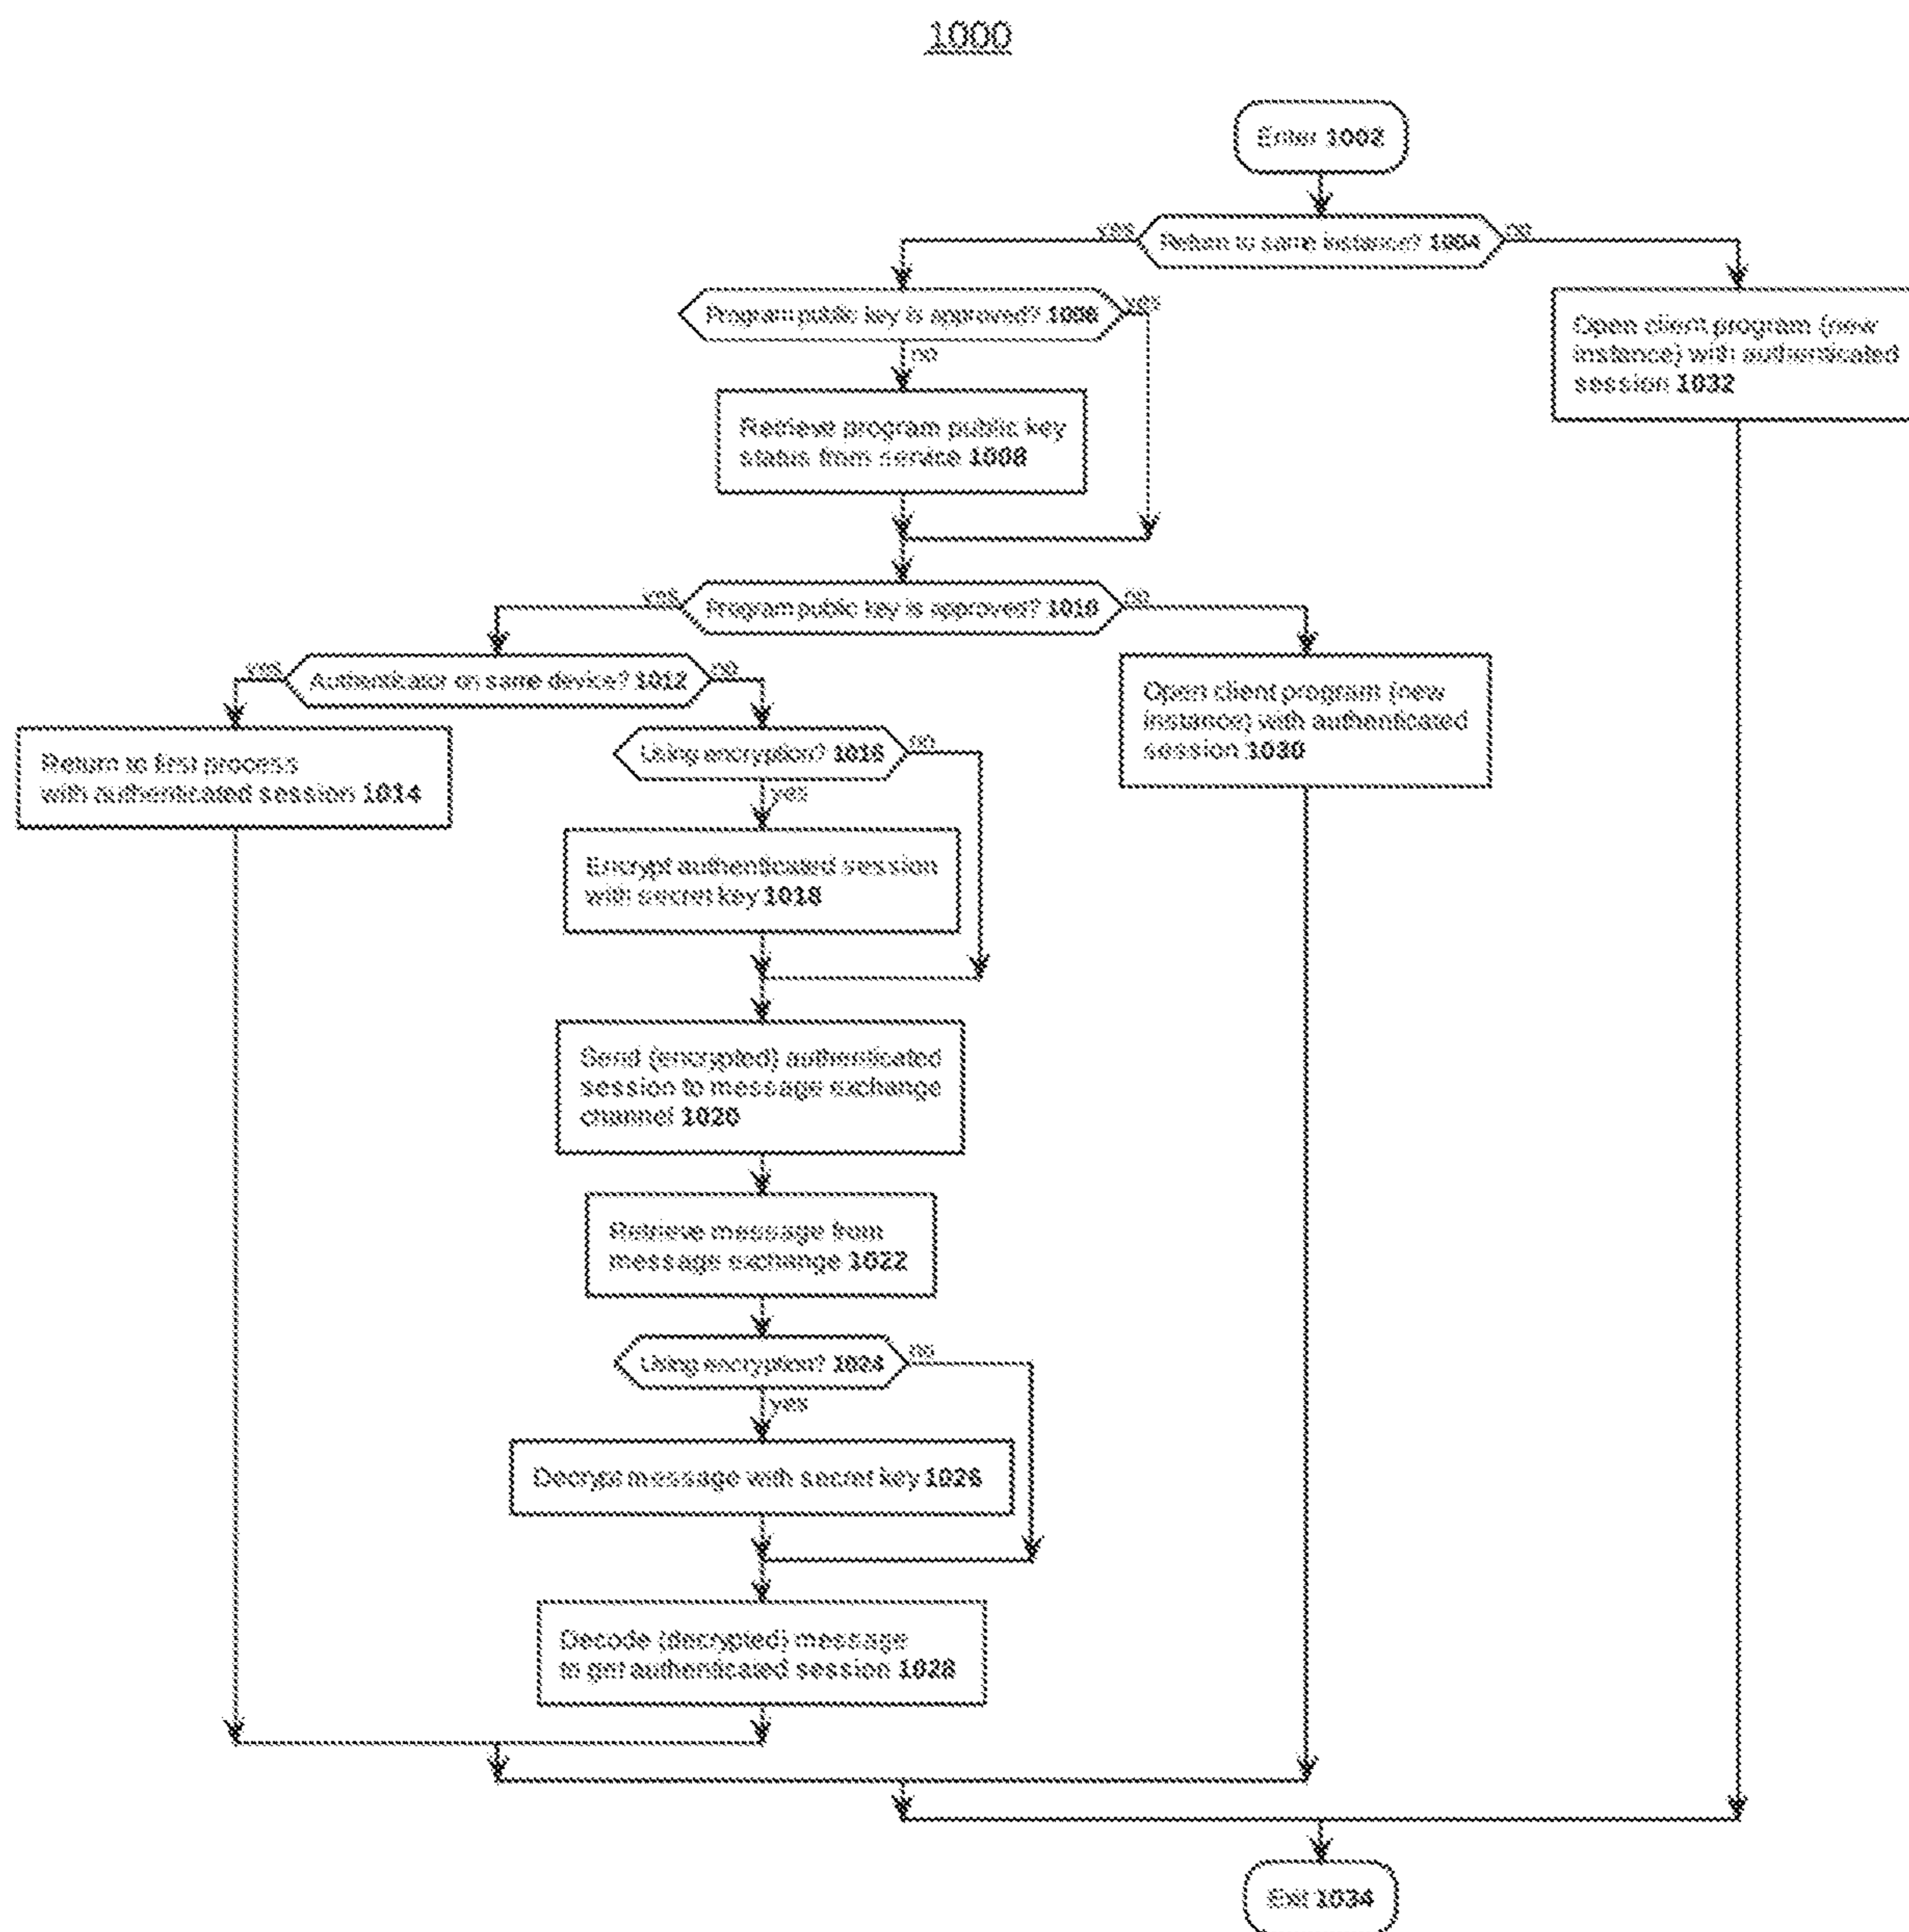 1000
Enter 1002
yes
Return to same instance? 1004
no
Program public key is approved? 1006
yes
no
Open client program (new
instance) with authenticated
session 1032
Retrieve program public key
status from service 1008
yes
Program public key is approved? 1010
no
yes
Authenticator on same device? 1012
no
Open client program (new
instance) with authenticated
session 1030
Return to first process
with authenticated session 1014
Using encryption? 1016
no
yes
Encrypt authenticated session
with secret key 1018
Send (encrypted) authenticated
session to message exchange
channel 1020
Retrieve message from
message exchange 1022
Using encryption? 1024
no
yes
Decrypt message with secret key 1026
Decode (decrypted) message
to get authenticated session 1028
Exit 1034